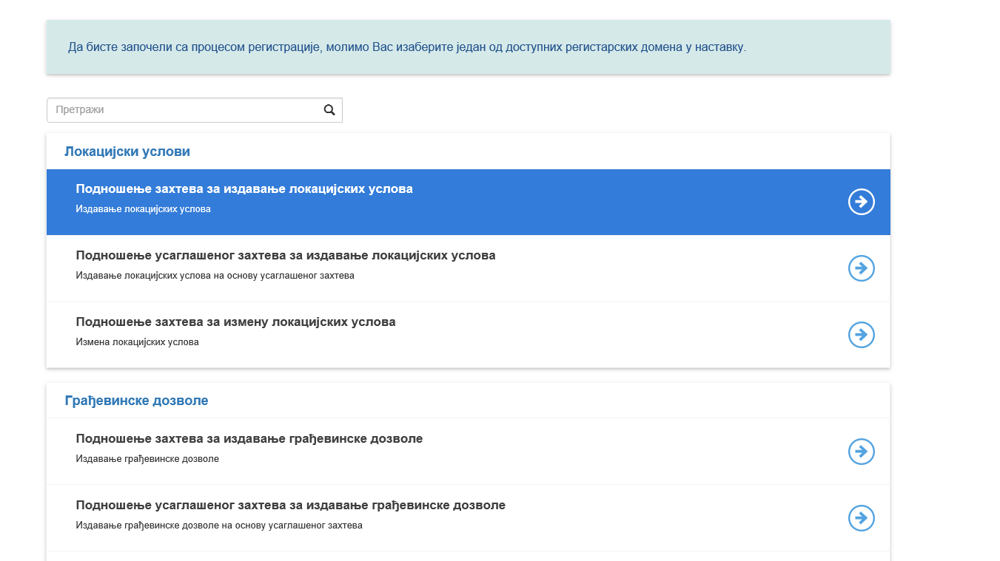 Да бисте започели са процесом регистрације, молимо Вас изаберите један од доступних регистарских домена у наставку.
Претражи
Локацијски услови
Подношење захтева за издавање локацијских услова
Издавање локацијских услова
Подношење усаглашеног захтева за издавање локацијских услова
Издавање локацијских услова на основу усаглашеног захтева
Подношење захтева за измену локацијских услова
Измена локацијских услова
Грађевинске дозволе
Подношење захтева за издавање грађевинске дозволе
Издавање грађевинске дозволе
Подношење усаглашеног захтева за издавање грађевинске дозволе
Издавање грађевинске дозволе на основу усаглашеног захтева